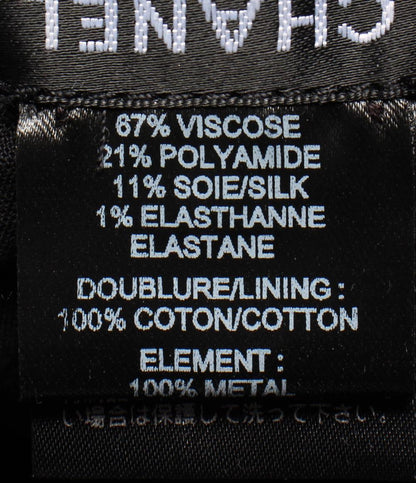 CHANEL
67% VISCOSE
21% POLYAMIDE
11% SOIE/SILK
1% ELASTHANNE
ELASTANE
DOUBLURE/LINING :
100% COTON/COTTON
ELEMENT :
100% METAL
い場合は保護して洗って下さい。